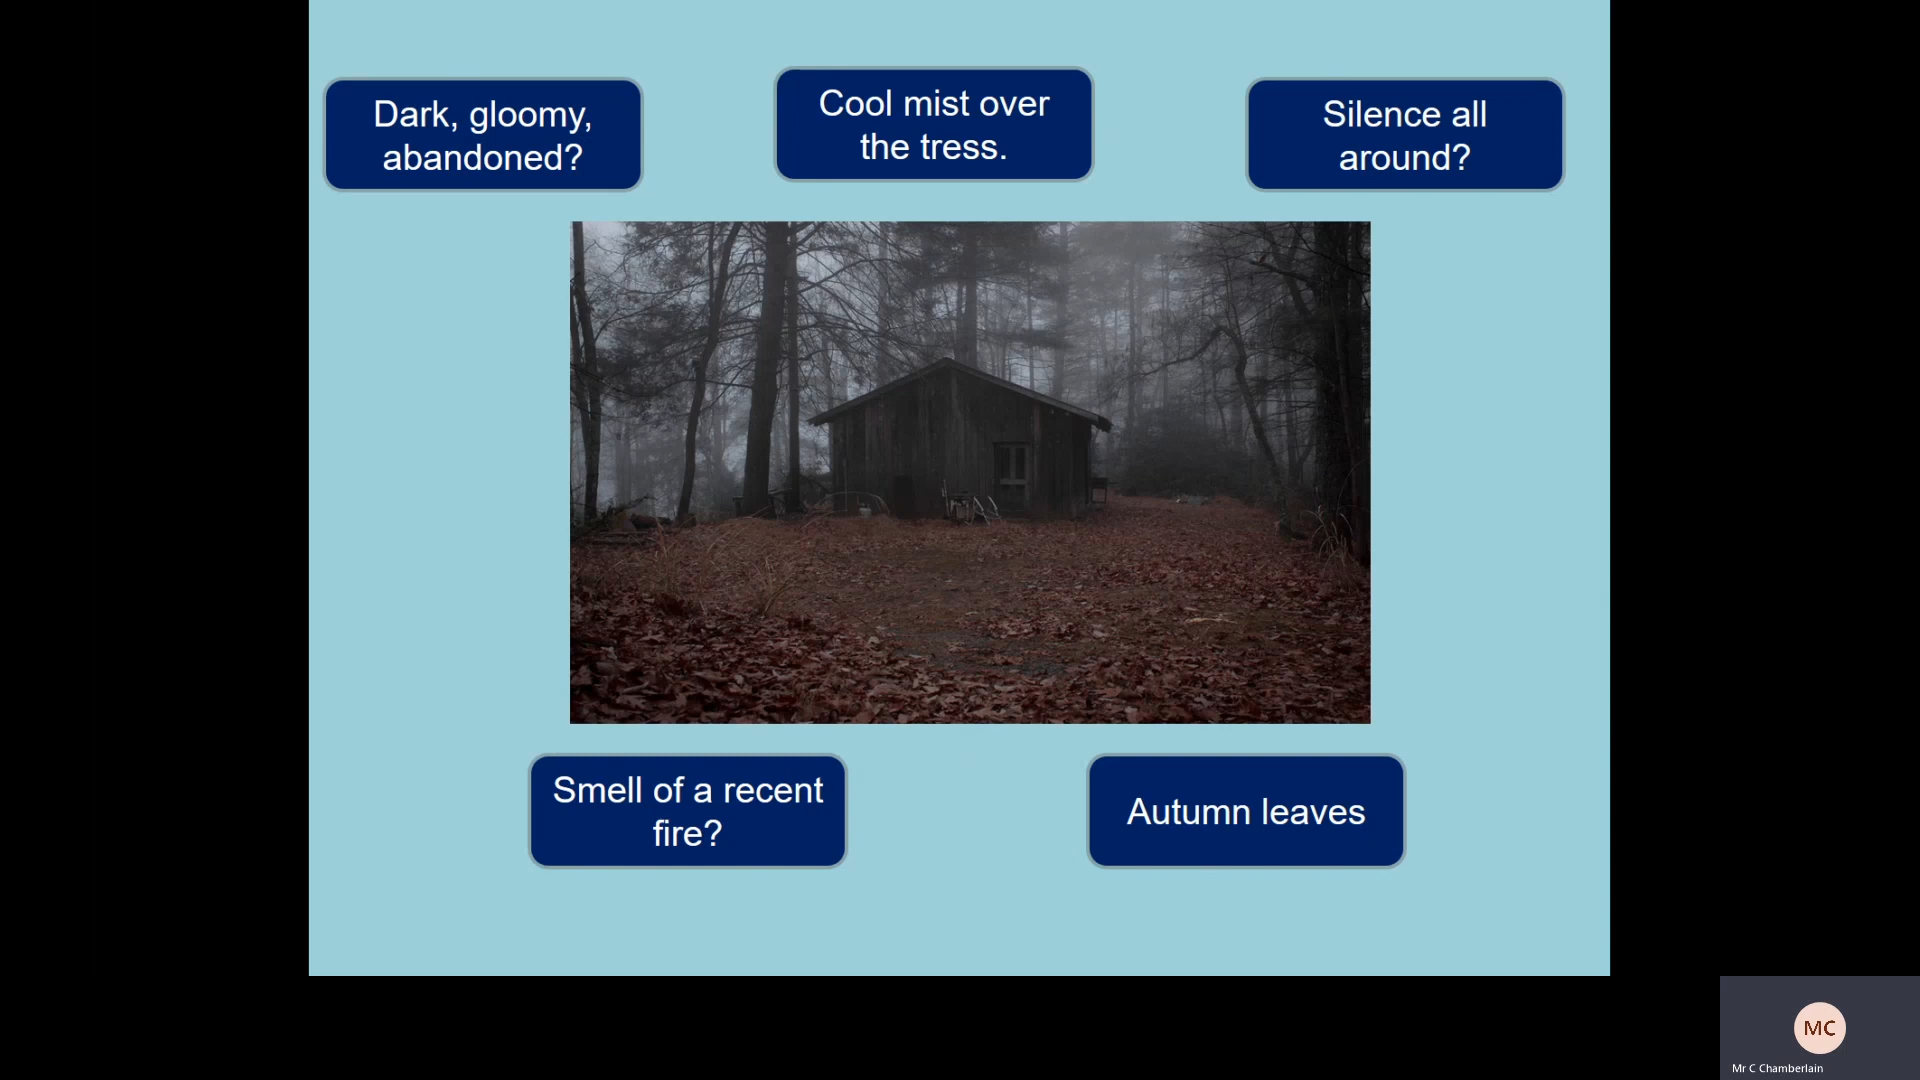 Dark, gloomy,
abandoned?
Cool mist over
the tress.
Silence all
around?
Smell of a recent
fire?
Autumn leaves
MC
Mr C Chamberlain